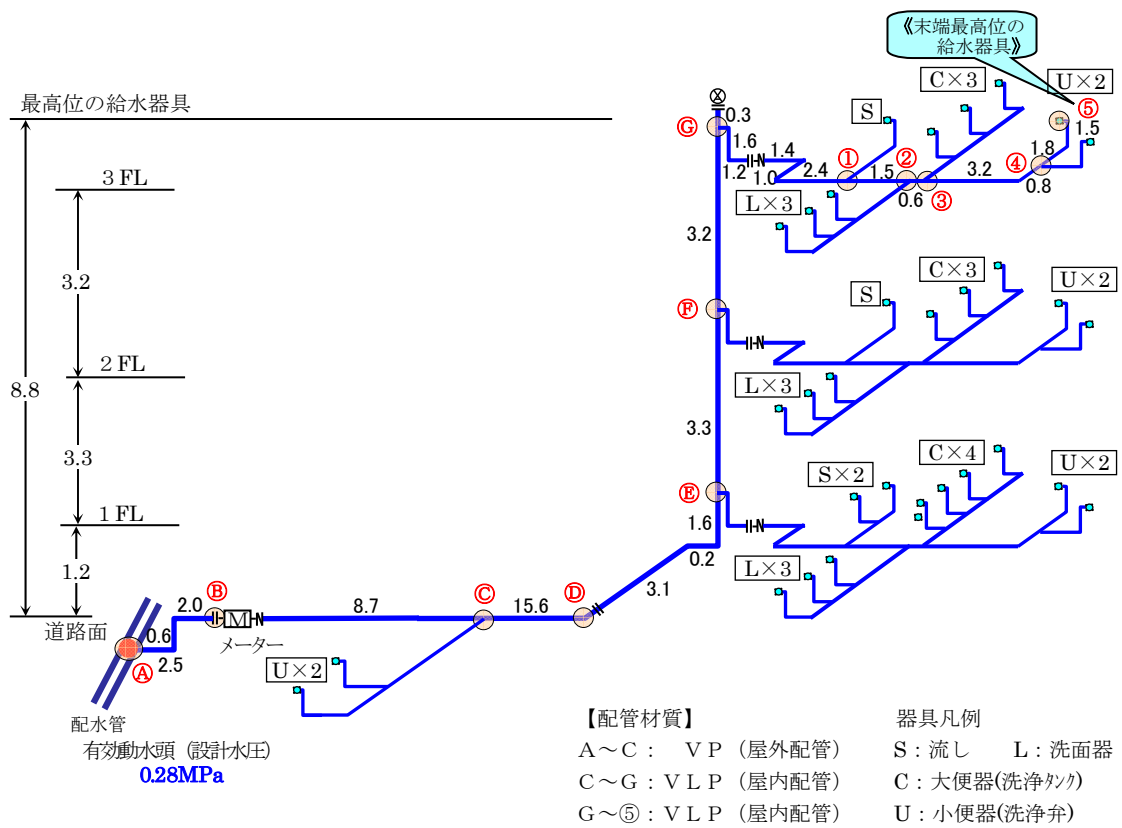 《末端最高位の
給水器具》
C×3
U×2
⑤
最高位の給水器具
S
0.3
Ⓖ
1.6
1.4
1.2
1.0
2.4
①
②
1.5
0.6
③
3.2
1.8
④
1.5
0.8
3 FL
L×3
3.2
3.2
C×3
U×2
S
Ⓕ
2 FL
8.8
L×3
3.3
3.3
C×4
U×2
S×2
Ⓔ
1 FL
1.6
0.2
L×3
1.2
3.1
Ⓑ
Ⓒ
Ⓓ
2.0
8.7
15.6
M
道路面
0.6
メーター
2.5
Ⓐ
U×2
配水管
有効動水頭（設計水圧）
0.28MPa
【配管材質】
A～C： VP（屋外配管）
C～G：VLP（屋内配管）
G～⑤：VLP（屋内配管）
器具凡例
S：流し L：洗面器
C：大便器(洗浄ﾀﾝｸ)
U：小便器(洗浄弁)